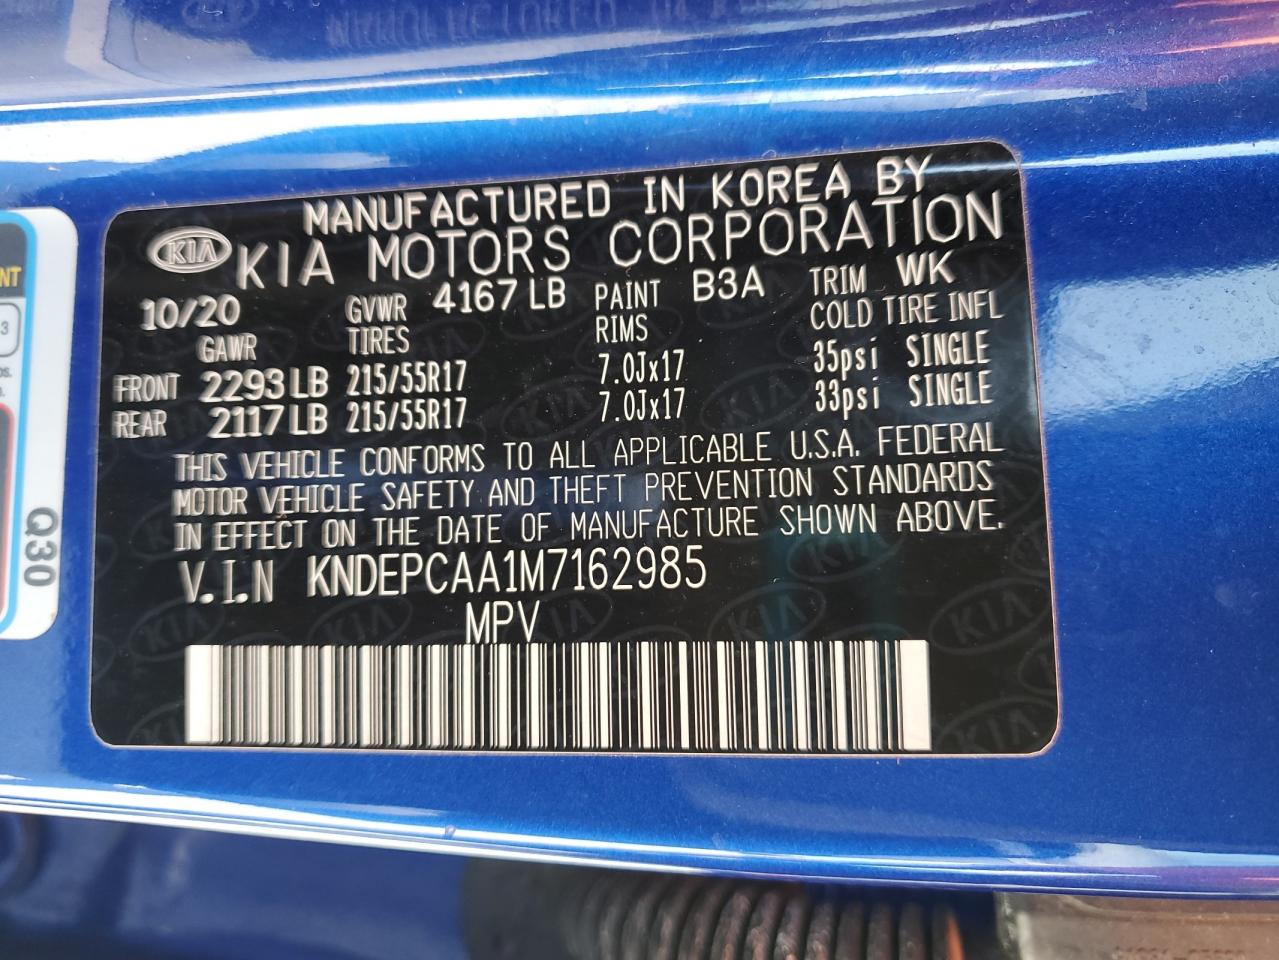 MANUFACTURED IN KOREA BY
KIA KIA MOTORS CORPORATION
10/20 GVWR 4167 LB PAINT B3A TRIM WK
GAWR TIRES RIMS COLD TIRE INFL
FRONT 2293 LB 215/55R17 7.0Jx17 35psi SINGLE
REAR 2117 LB 215/55R17 7.0Jx17 33psi SINGLE
THIS VEHICLE CONFORMS TO ALL APPLICABLE U.S.A. FEDERAL
MOTOR VEHICLE SAFETY AND THEFT PREVENTION STANDARDS
IN EFFECT ON THE DATE OF MANUFACTURE SHOWN ABOVE.
V.I.N KNDEPCAA1M7162985
MPV
Q30